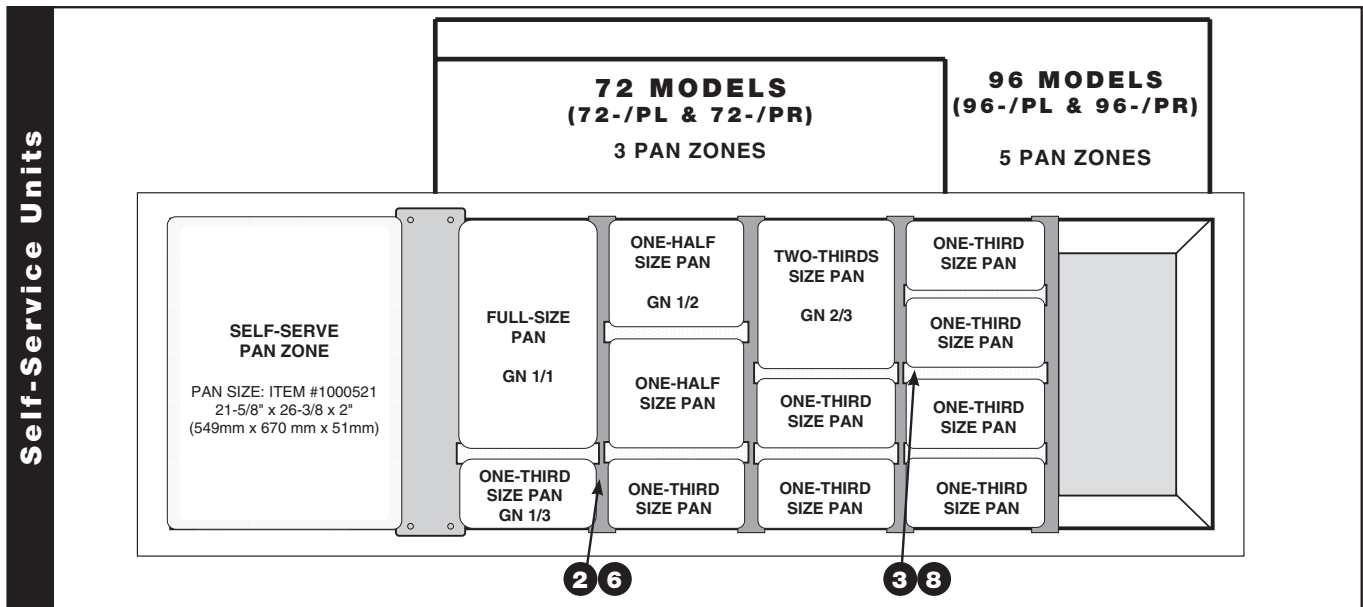 Self-Service Units
72 MODELS
(72-/PL & 72-/PR)
3 PAN ZONES
96 MODELS
(96-/PL & 96-/PR)
5 PAN ZONES
SELF-SERVE
PAN ZONE
PAN SIZE: ITEM #1000521
21-5/8" x 26-3/8 x 2"
(549mm x 670 mm x 51mm)
FULL-SIZE
PAN
GN 1/1
ONE-THIRD
SIZE PAN
GN 1/3
ONE-HALF
SIZE PAN
GN 1/2
ONE-HALF
SIZE PAN
ONE-THIRD
SIZE PAN
TWO-THIRDS
SIZE PAN
GN 2/3
ONE-THIRD
SIZE PAN
ONE-THIRD
SIZE PAN
ONE-THIRD
SIZE PAN
ONE-THIRD
SIZE PAN
ONE-THIRD
SIZE PAN
ONE-THIRD
SIZE PAN
2 6
3 8